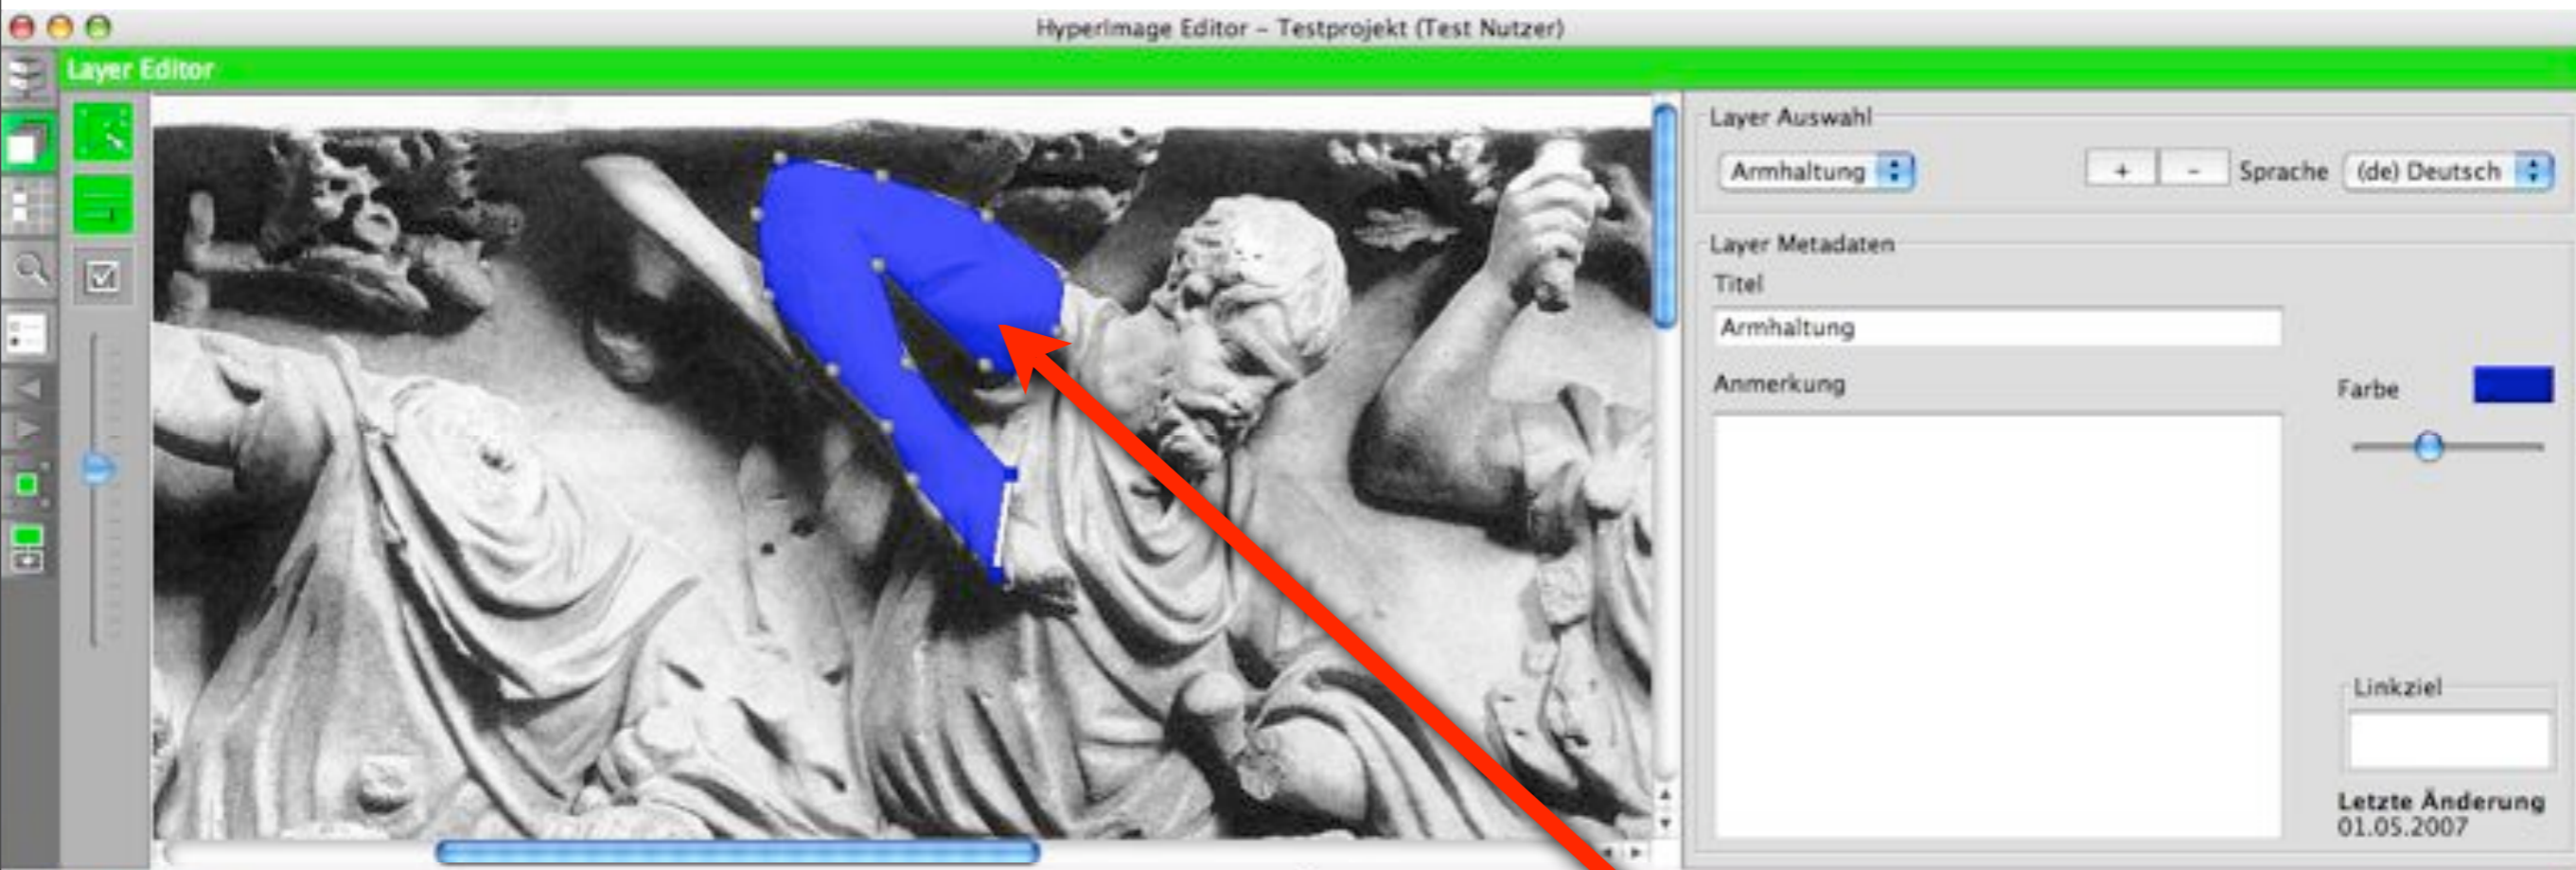 HyperImage Editor – Testprojekt (Test Nutzer)
Layer Editor
Layer Auswahl
Armhaltung
+ - Sprache (de) Deutsch
Layer Metadaten
Titel
Armhaltung
Anmerkung
Farbe
Linkziel
Letzte Änderung
01.05.2007